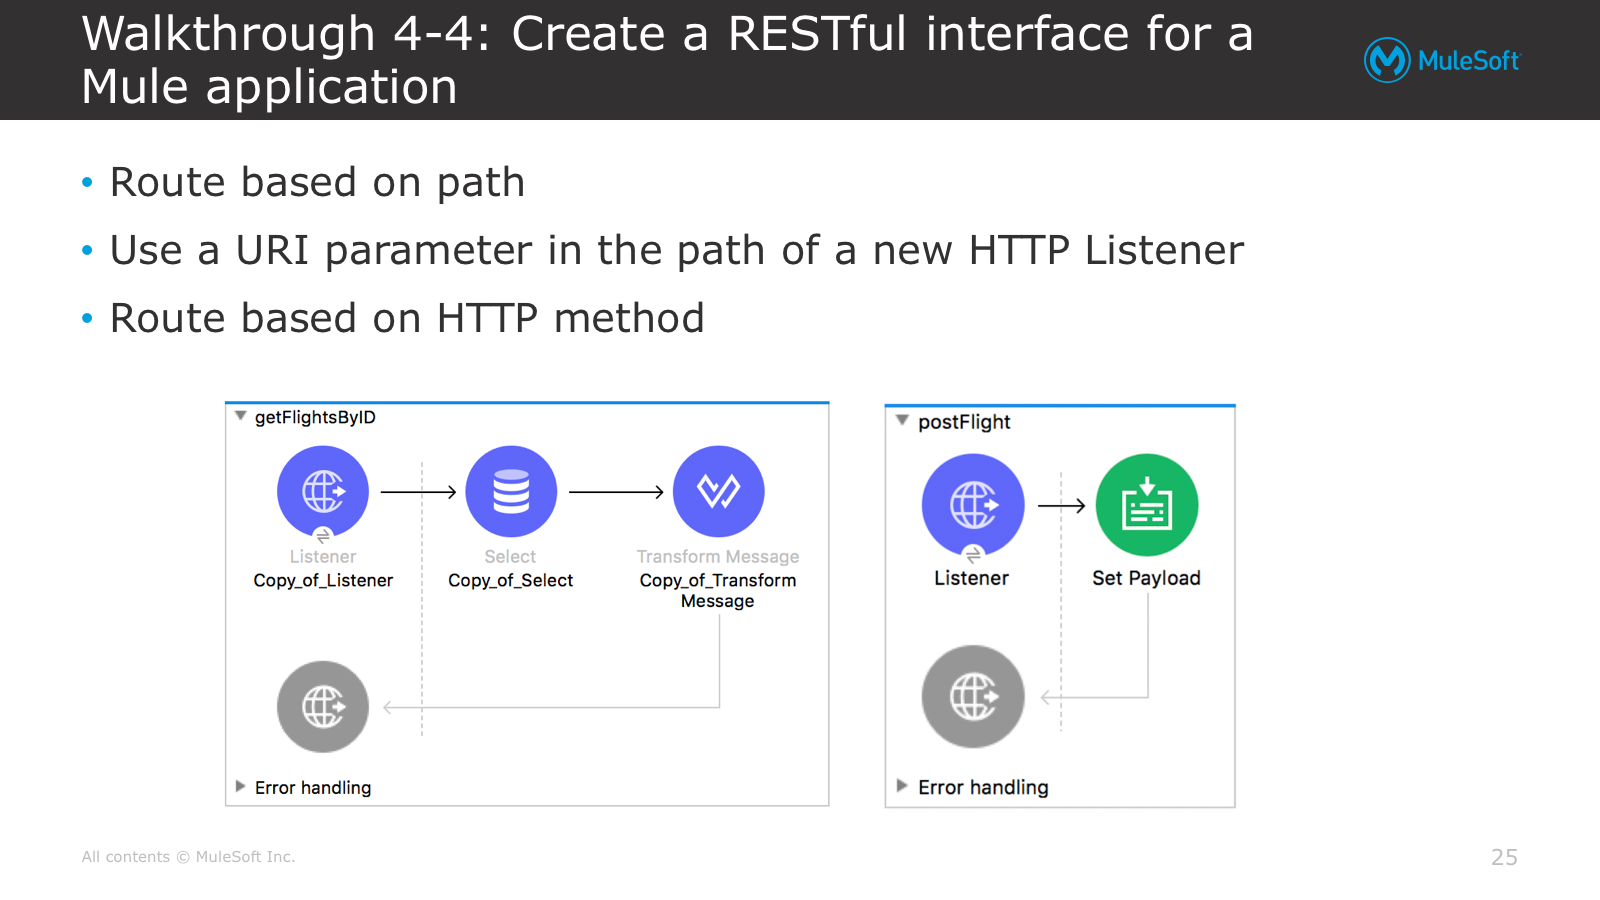 Walkthrough 4-4: Create a RESTful interface for a
Mule application
MuleSoft
• Route based on path
• Use a URI parameter in the path of a new HTTP Listener
• Route based on HTTP method
getFlightsByID
Listener
Copy_of_Listener
Select
Copy_of_Select
Transform Message
Copy_of_Transform
Message
Error handling
postFlight
Listener
Set Payload
Error handling
All contents © MuleSoft Inc.
25